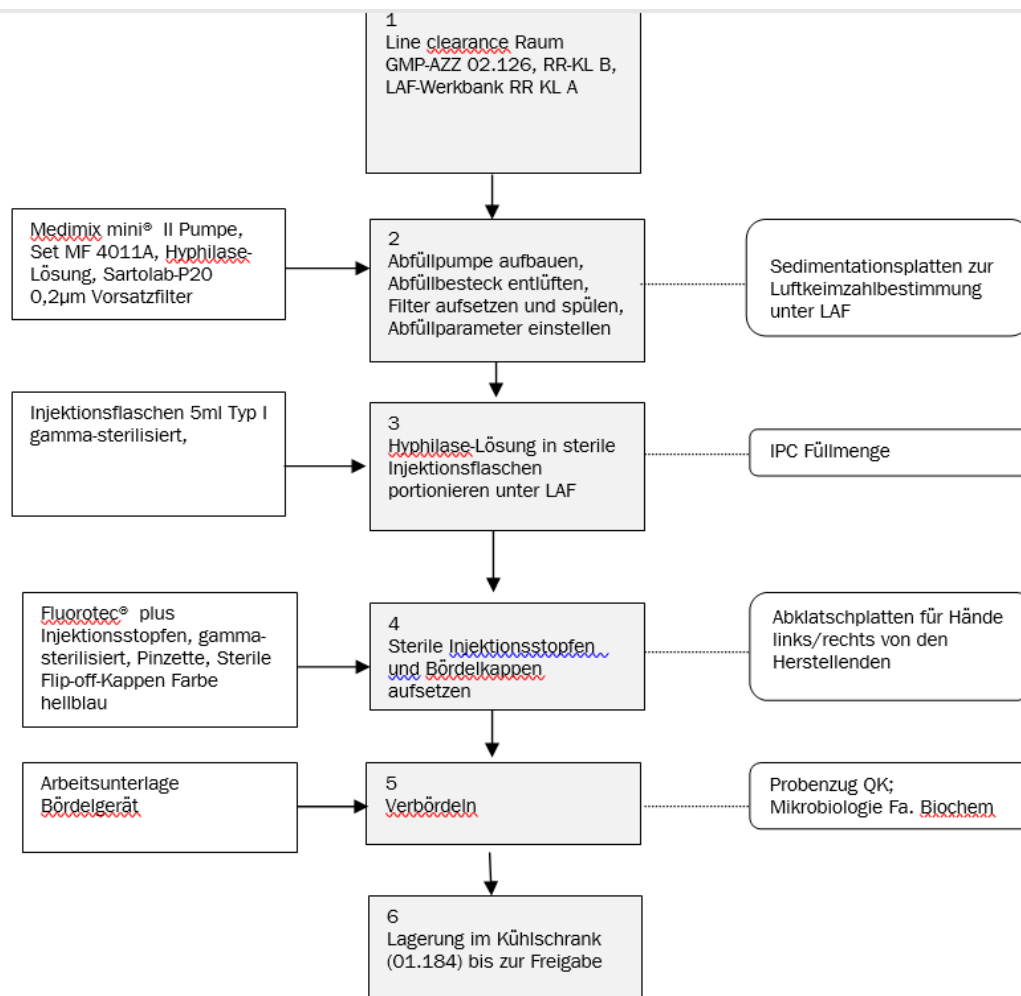 1
Line clearance Raum
GMP-AZZ 02.126, RR-KL B,
LAF-Werkbank RR KL A
Medimix mini® II Pumpe,
Set MF 4011A, Hyphilase-
Lösung, Sartolab-P20
0,2µm Vorsatzfilter
2
Abfüllpumpe aufbauen,
Abfüllbesteck entlüften,
Filter aufsetzen und spülen,
Abfüllparameter einstellen
Sedimentationsplatten zur
Luftkeimzahlbestimmung
unter LAF
Injektionsflaschen 5ml Typ I
gamma-sterilisiert,
3
Hyphilase-Lösung in sterile
Injektionsflaschen
portionieren unter LAF
IPC Füllmenge
Fluorotec® plus
Injektionsstopfen, gamma-
sterilisiert, Pinzette, Sterile
Flip-off-Kappen Farbe
hellblau
4
Sterile Injektionsstopfen
und Bördelkappen
aufsetzen
Abklatschplatten für Hände
links/rechts von den
Herstellenden
Arbeitsunterlage
Bördelgerät
5
Verbördeln
Probenzug QK;
Mikrobiologie Fa. Biochem
6
Lagerung im Kühlschrank
(01.184) bis zur Freigabe